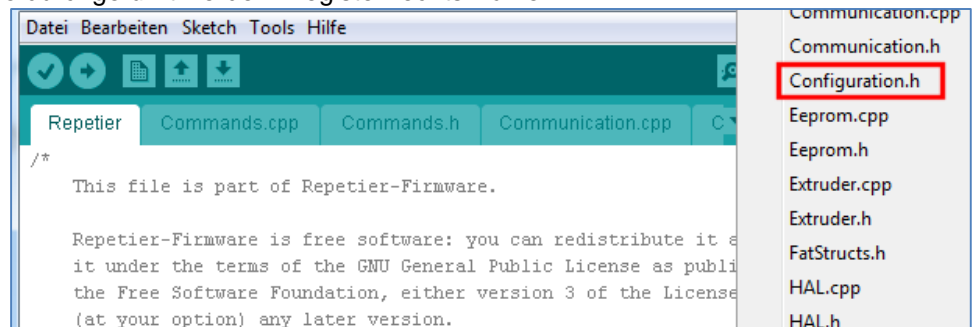 Datei Bearbeiten Sketch Tools Hilfe
Repetier Commands.cpp Commands.h Communication.cpp C
/*
This file is part of Repetier-Firmware.
Repetier-Firmware is free software: you can redistribute it
it under the terms of the GNU General Public License as publi
the Free Software Foundation, either version 3 of the License
(at your option) any later version.
Communication.cpp
Communication.h
Configuration.h
Eeprom.cpp
Eeprom.h
Extruder.cpp
Extruder.h
FatStructs.h
HAL.cpp
HAL.h